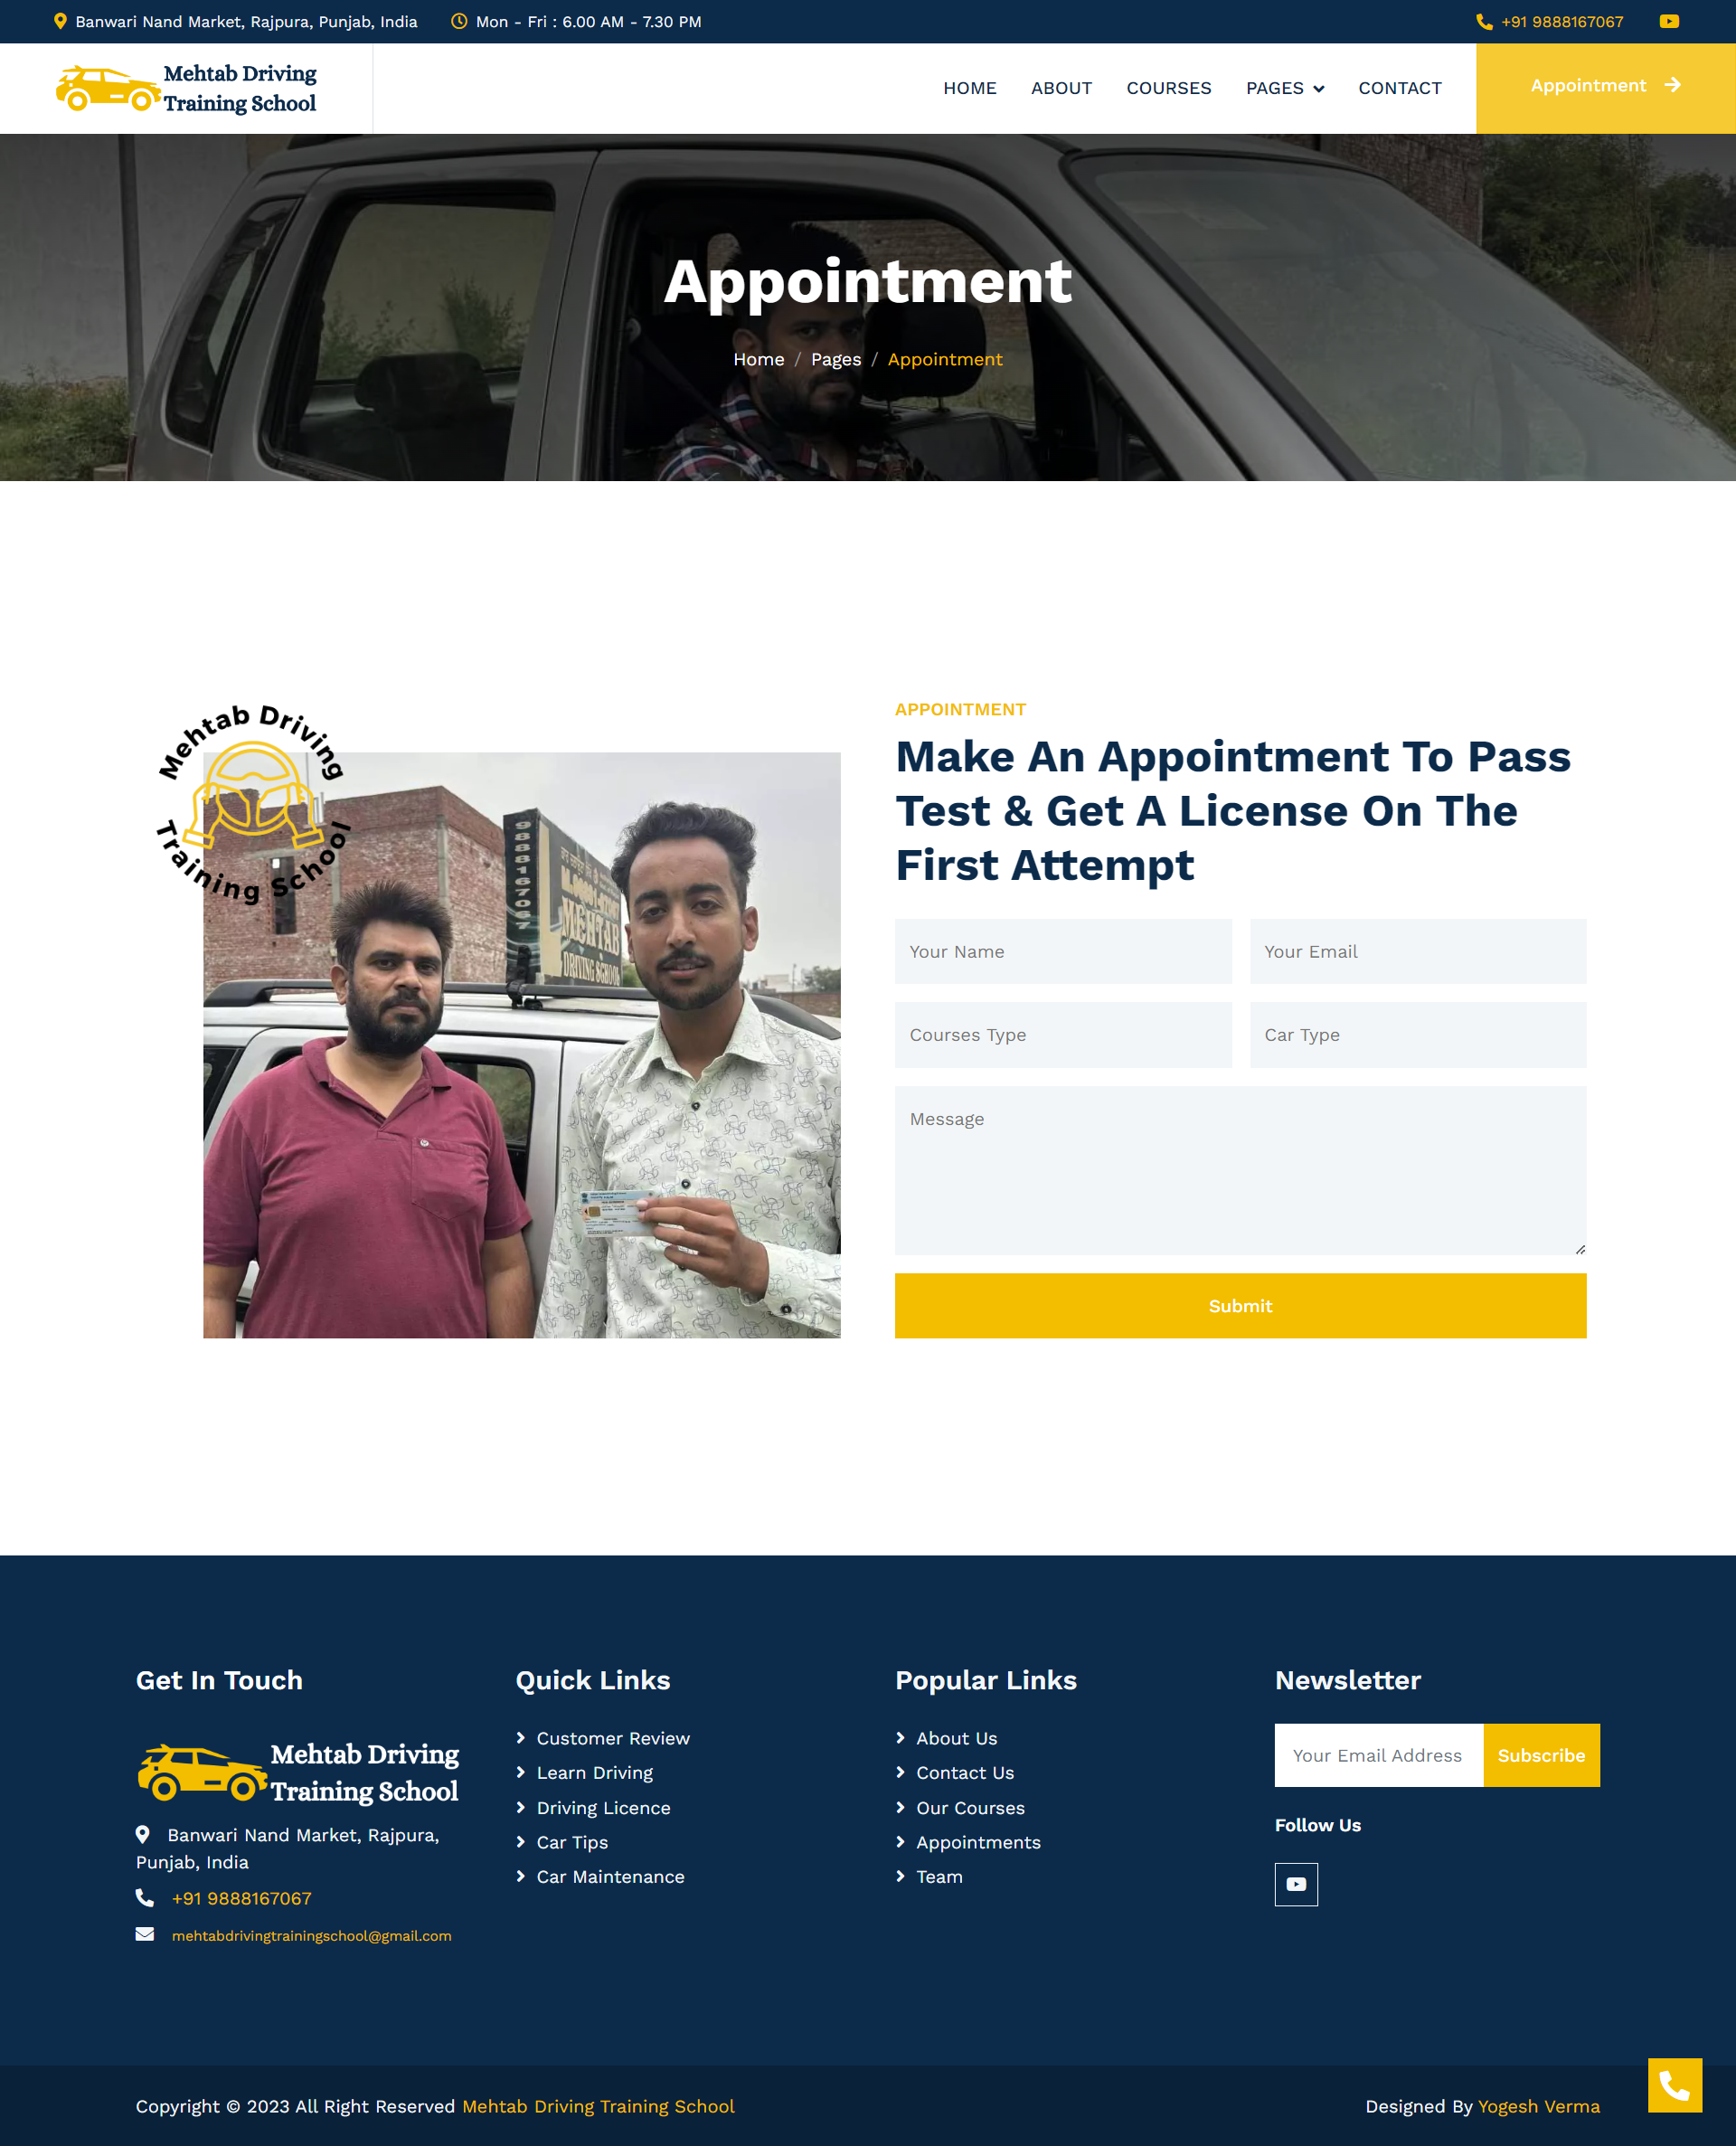 Banwari Nand Market, Rajpura, Punjab, India
Mon - Fri : 6.00 AM - 7.30 PM
+91 9888167067
Mehtab Driving
Training School
HOME
ABOUT
COURSES
PAGES
CONTACT
Appointment
Appointment
Home / Pages / Appointment
Mehtab Driving
Training School
9888167067
MEHTAB
DRIVING SCHOOL
APPOINTMENT
Make An Appointment To Pass
Test & Get A License On The
First Attempt
Your Name
Your Email
Courses Type
Car Type
Message
Submit
Get In Touch
Mehtab Driving
Training School
Banwari Nand Market, Rajpura,
Punjab, India
+91 9888167067
mehtabdrivingtrainingschool@gmail.com
Quick Links
Customer Review
Learn Driving
Driving Licence
Car Tips
Car Maintenance
Popular Links
About Us
Contact Us
Our Courses
Appointments
Team
Newsletter
Your Email Address
Subscribe
Follow Us
Copyright © 2023 All Right Reserved Mehtab Driving Training School
Designed By Yogesh Verma